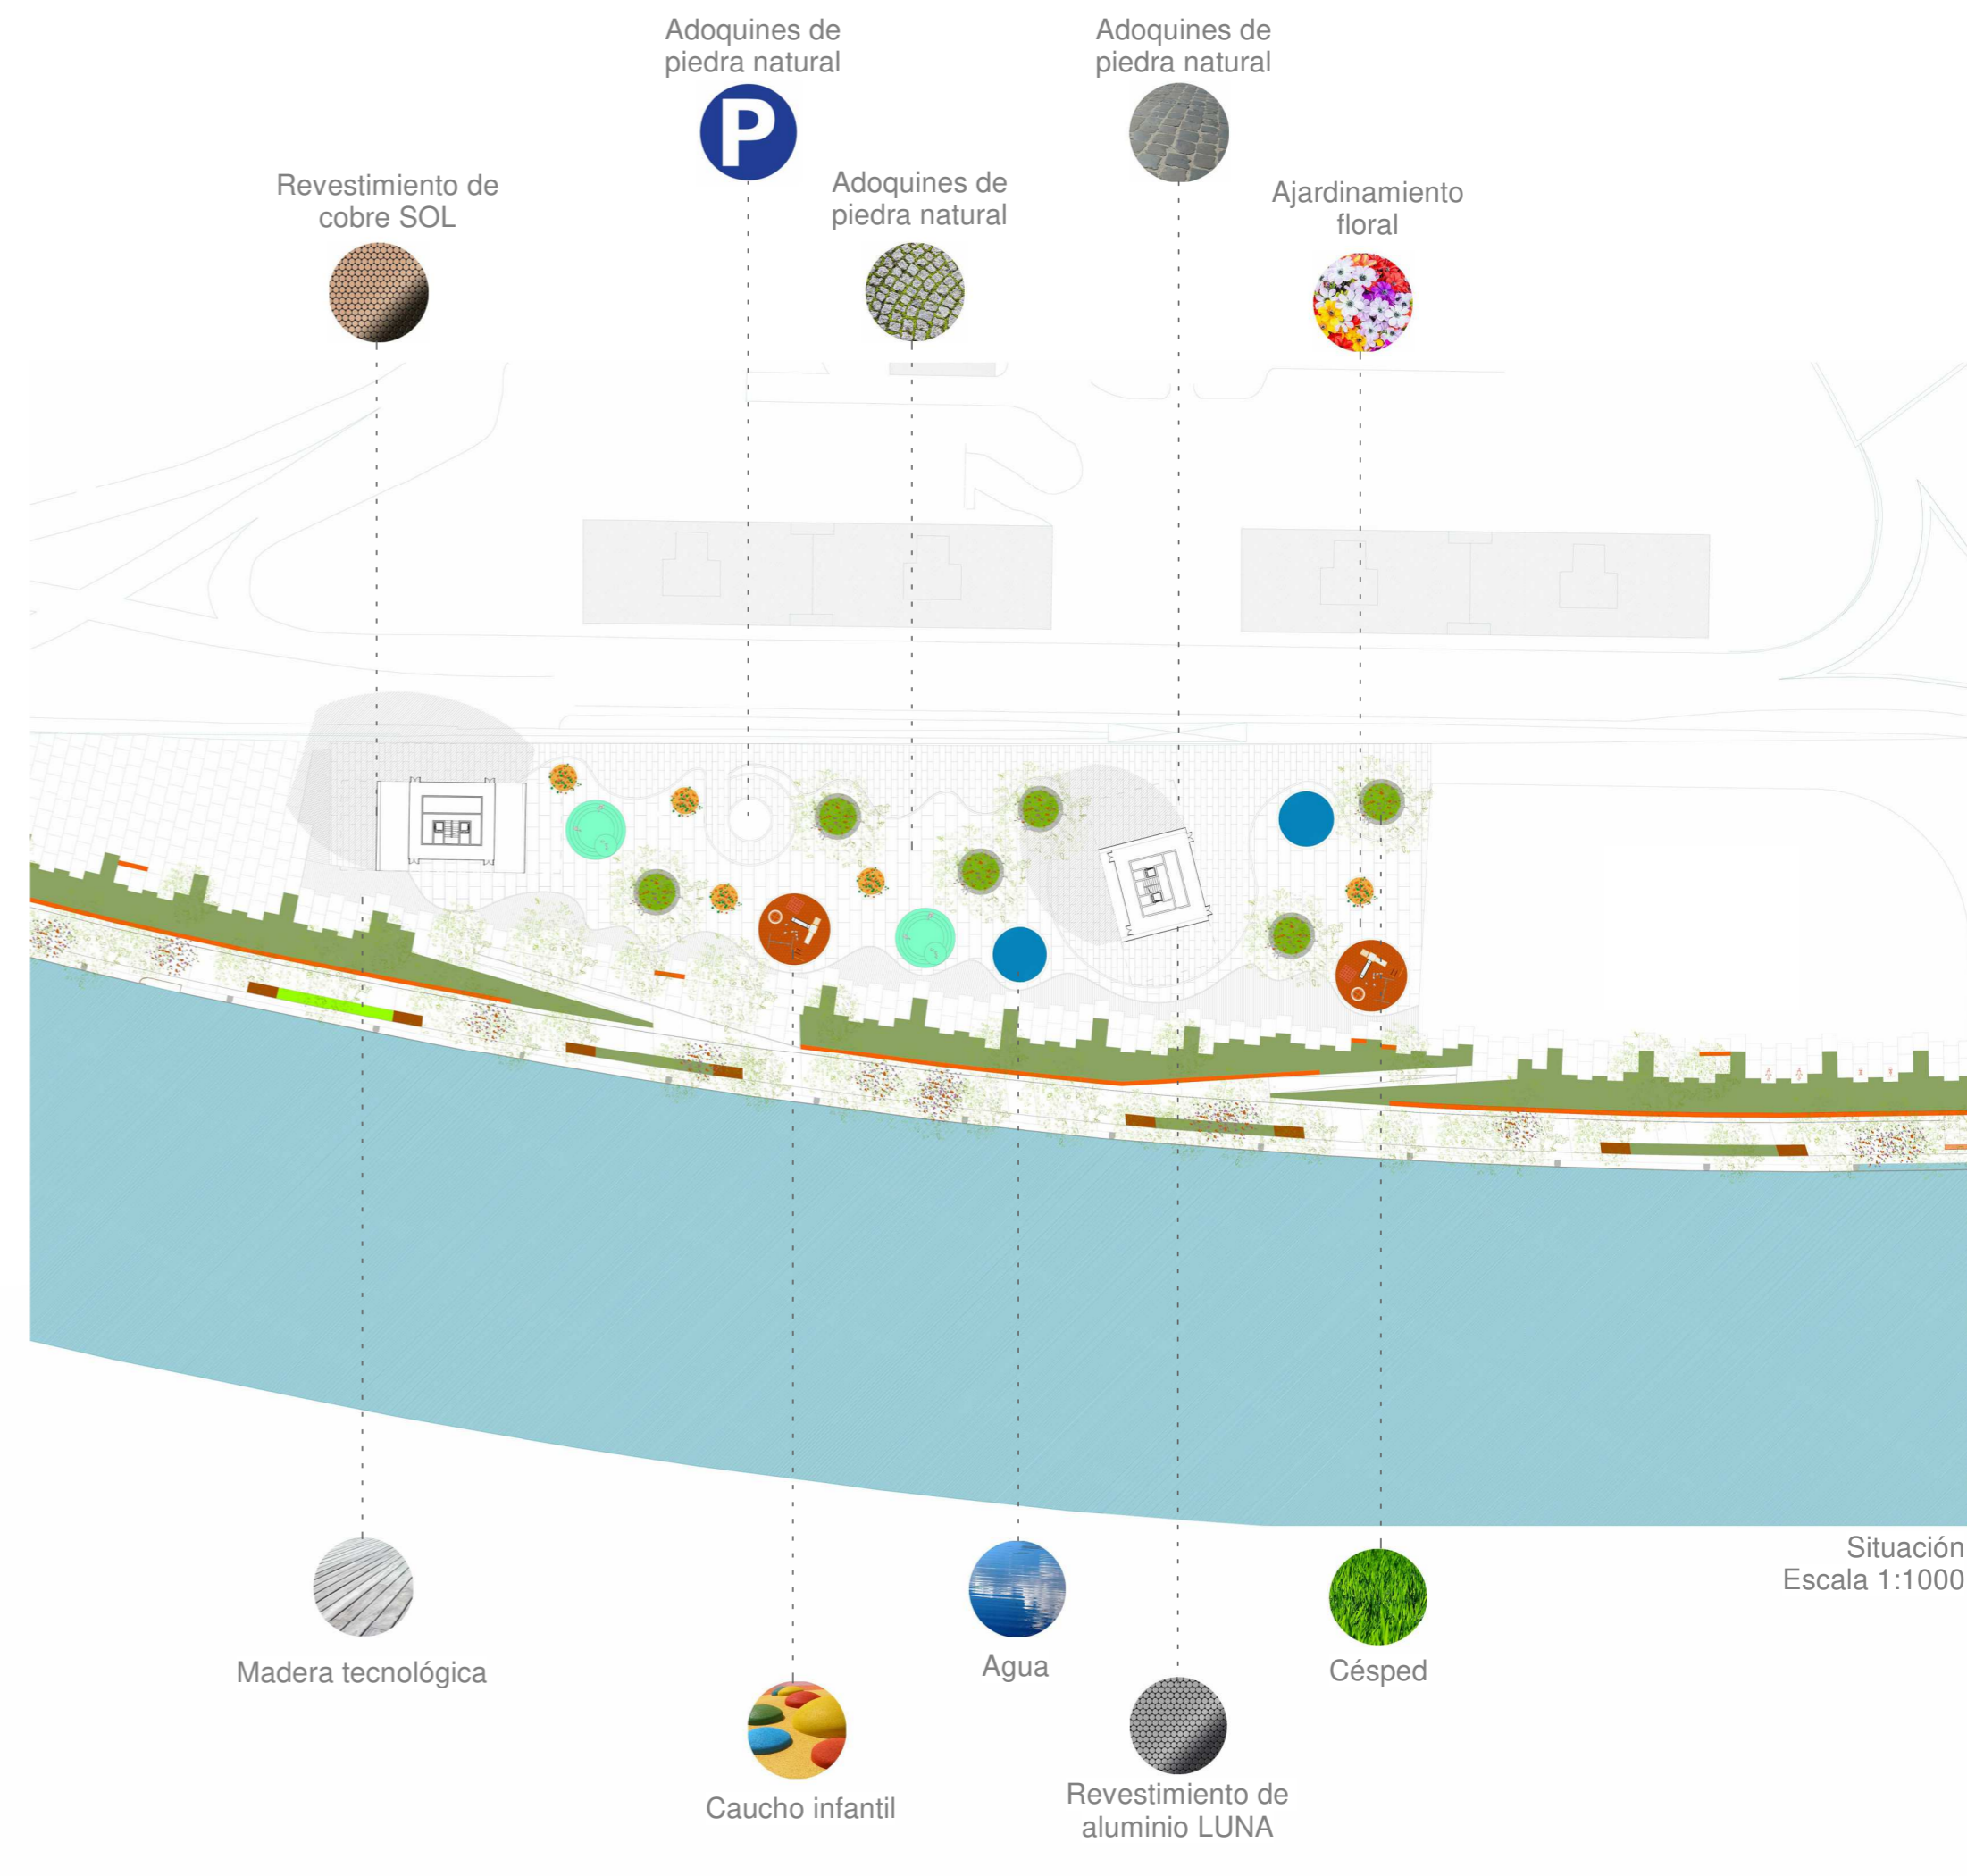 Adoquines de
piedra natural
Adoquines de
piedra natural
P
Revestimiento de
cobre SOL
Adoquines de
piedra natural
Ajardinamiento
floral
Situación
Escala 1:1000
Madera tecnológica
Agua
Césped
Caucho infantil
Revestimiento de
aluminio LUNA